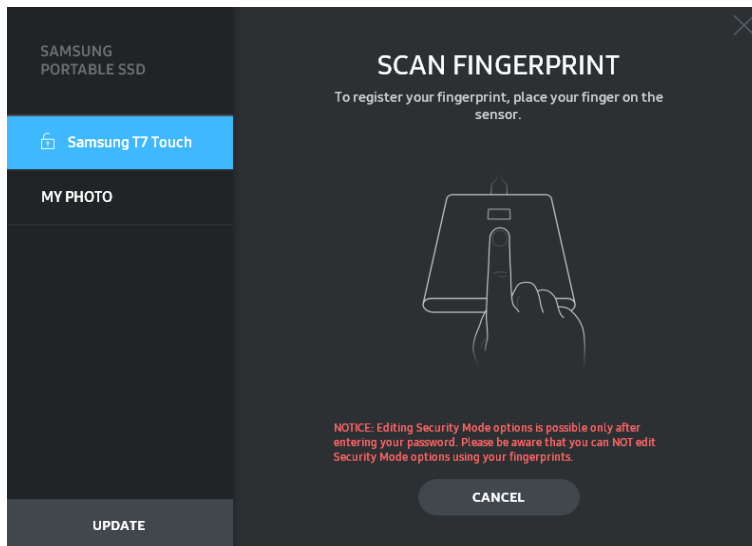 SAMSUNG
PORTABLE SSD
Samsung T7 Touch
MY PHOTO
UPDATE
SCAN FINGERPRINT
To register your fingerprint, place your finger on the
sensor.
NOTICE: Editing Security Mode options is possible only after
entering your password. Please be aware that you can NOT edit
Security Mode options using your fingerprints.
CANCEL